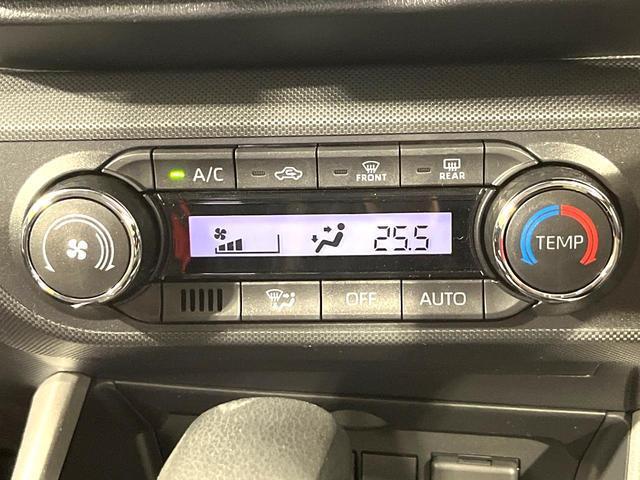 A/C
FRONT
REAR
25.5
TEMP
OFF
AUTO